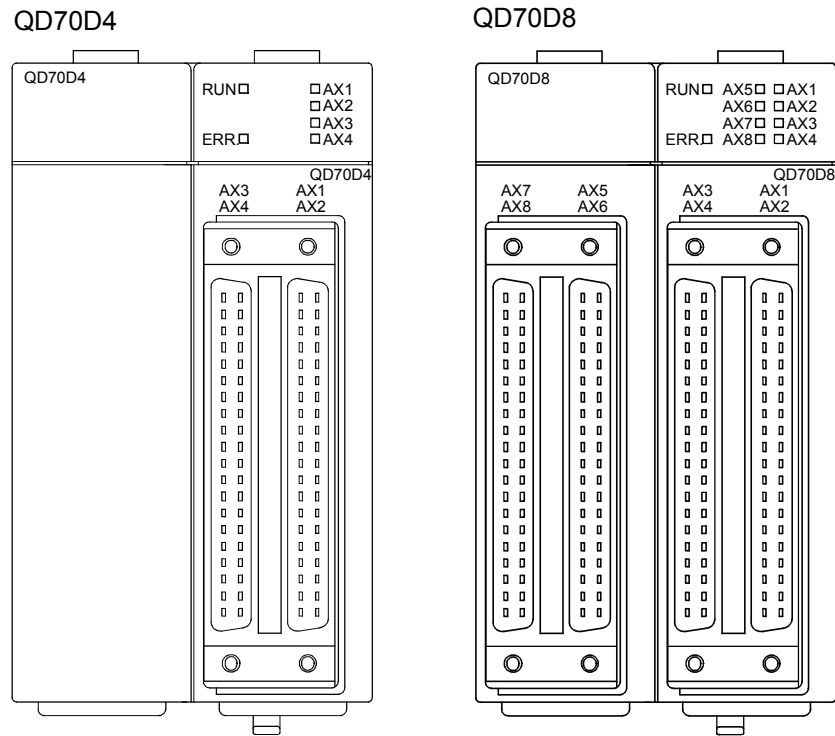 QD70D4
QD70D8
QD70D4
RUN AX1
AX2
AX3
ERR. AX4
QD70D4
AX3 AX1
AX4 AX2
QD70D8
RUN AX5 AX1
AX6 AX2
AX7 AX3
ERR. AX8 AX4
QD70D8
AX7 AX5 AX3 AX1
AX8 AX6 AX4 AX2